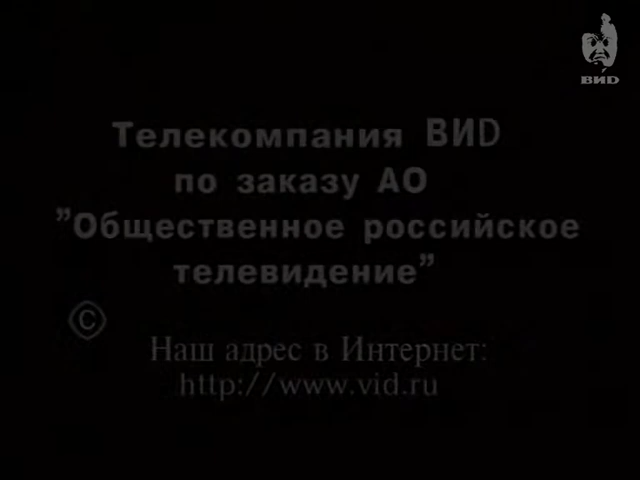 ВИD
Телекомпания ВИD
по заказу АО
"Общественное российское
телевидение"
©
Наш адрес в Интернет:
http://www.vid.ru